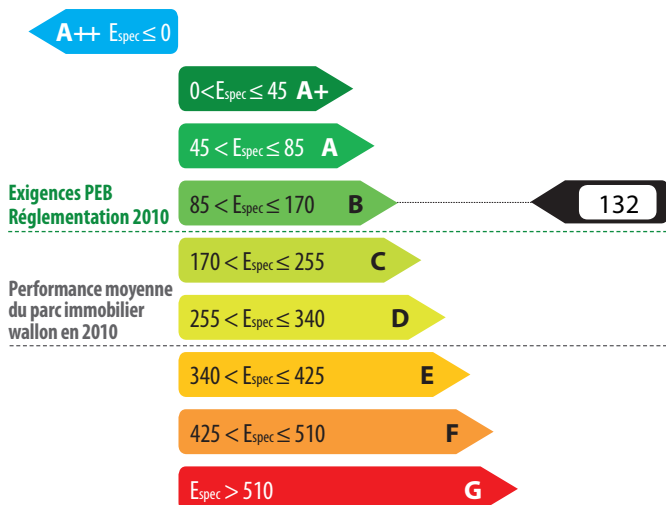 A++ Espec ≤ 0
0<Espec ≤ 45 A+
45 < Espec ≤ 85 A
Exigences PEB
Réglementation 2010
85 < Espec ≤ 170 B
132
170 < Espec ≤ 255 C
Performance moyenne
du parc immobilier
wallon en 2010
255 < Espec ≤ 340 D
340 < Espec ≤ 425 E
425 < Espec ≤ 510 F
Espec > 510 G